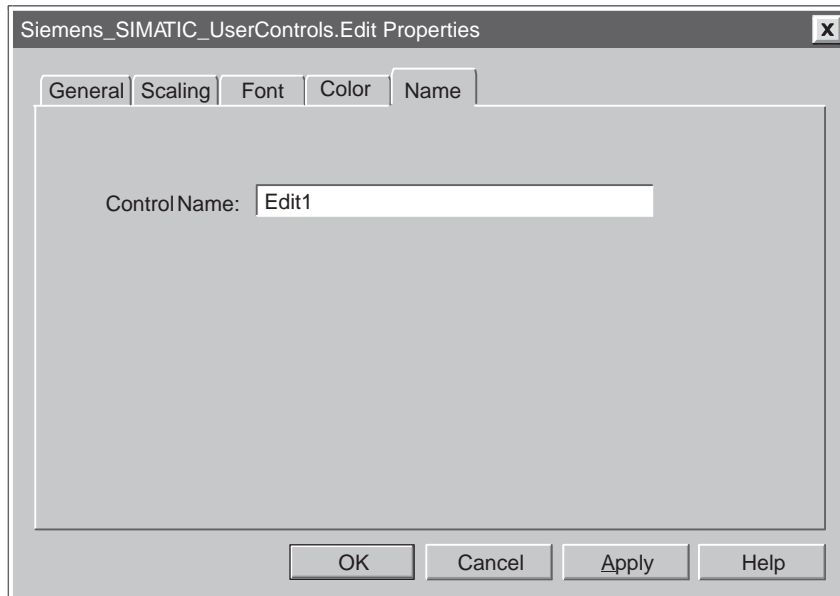 Siemens_SIMATIC_UserControls.Edit Properties
X
General Scaling Font Color Name
Control Name: Edit1
OK Cancel Apply Help